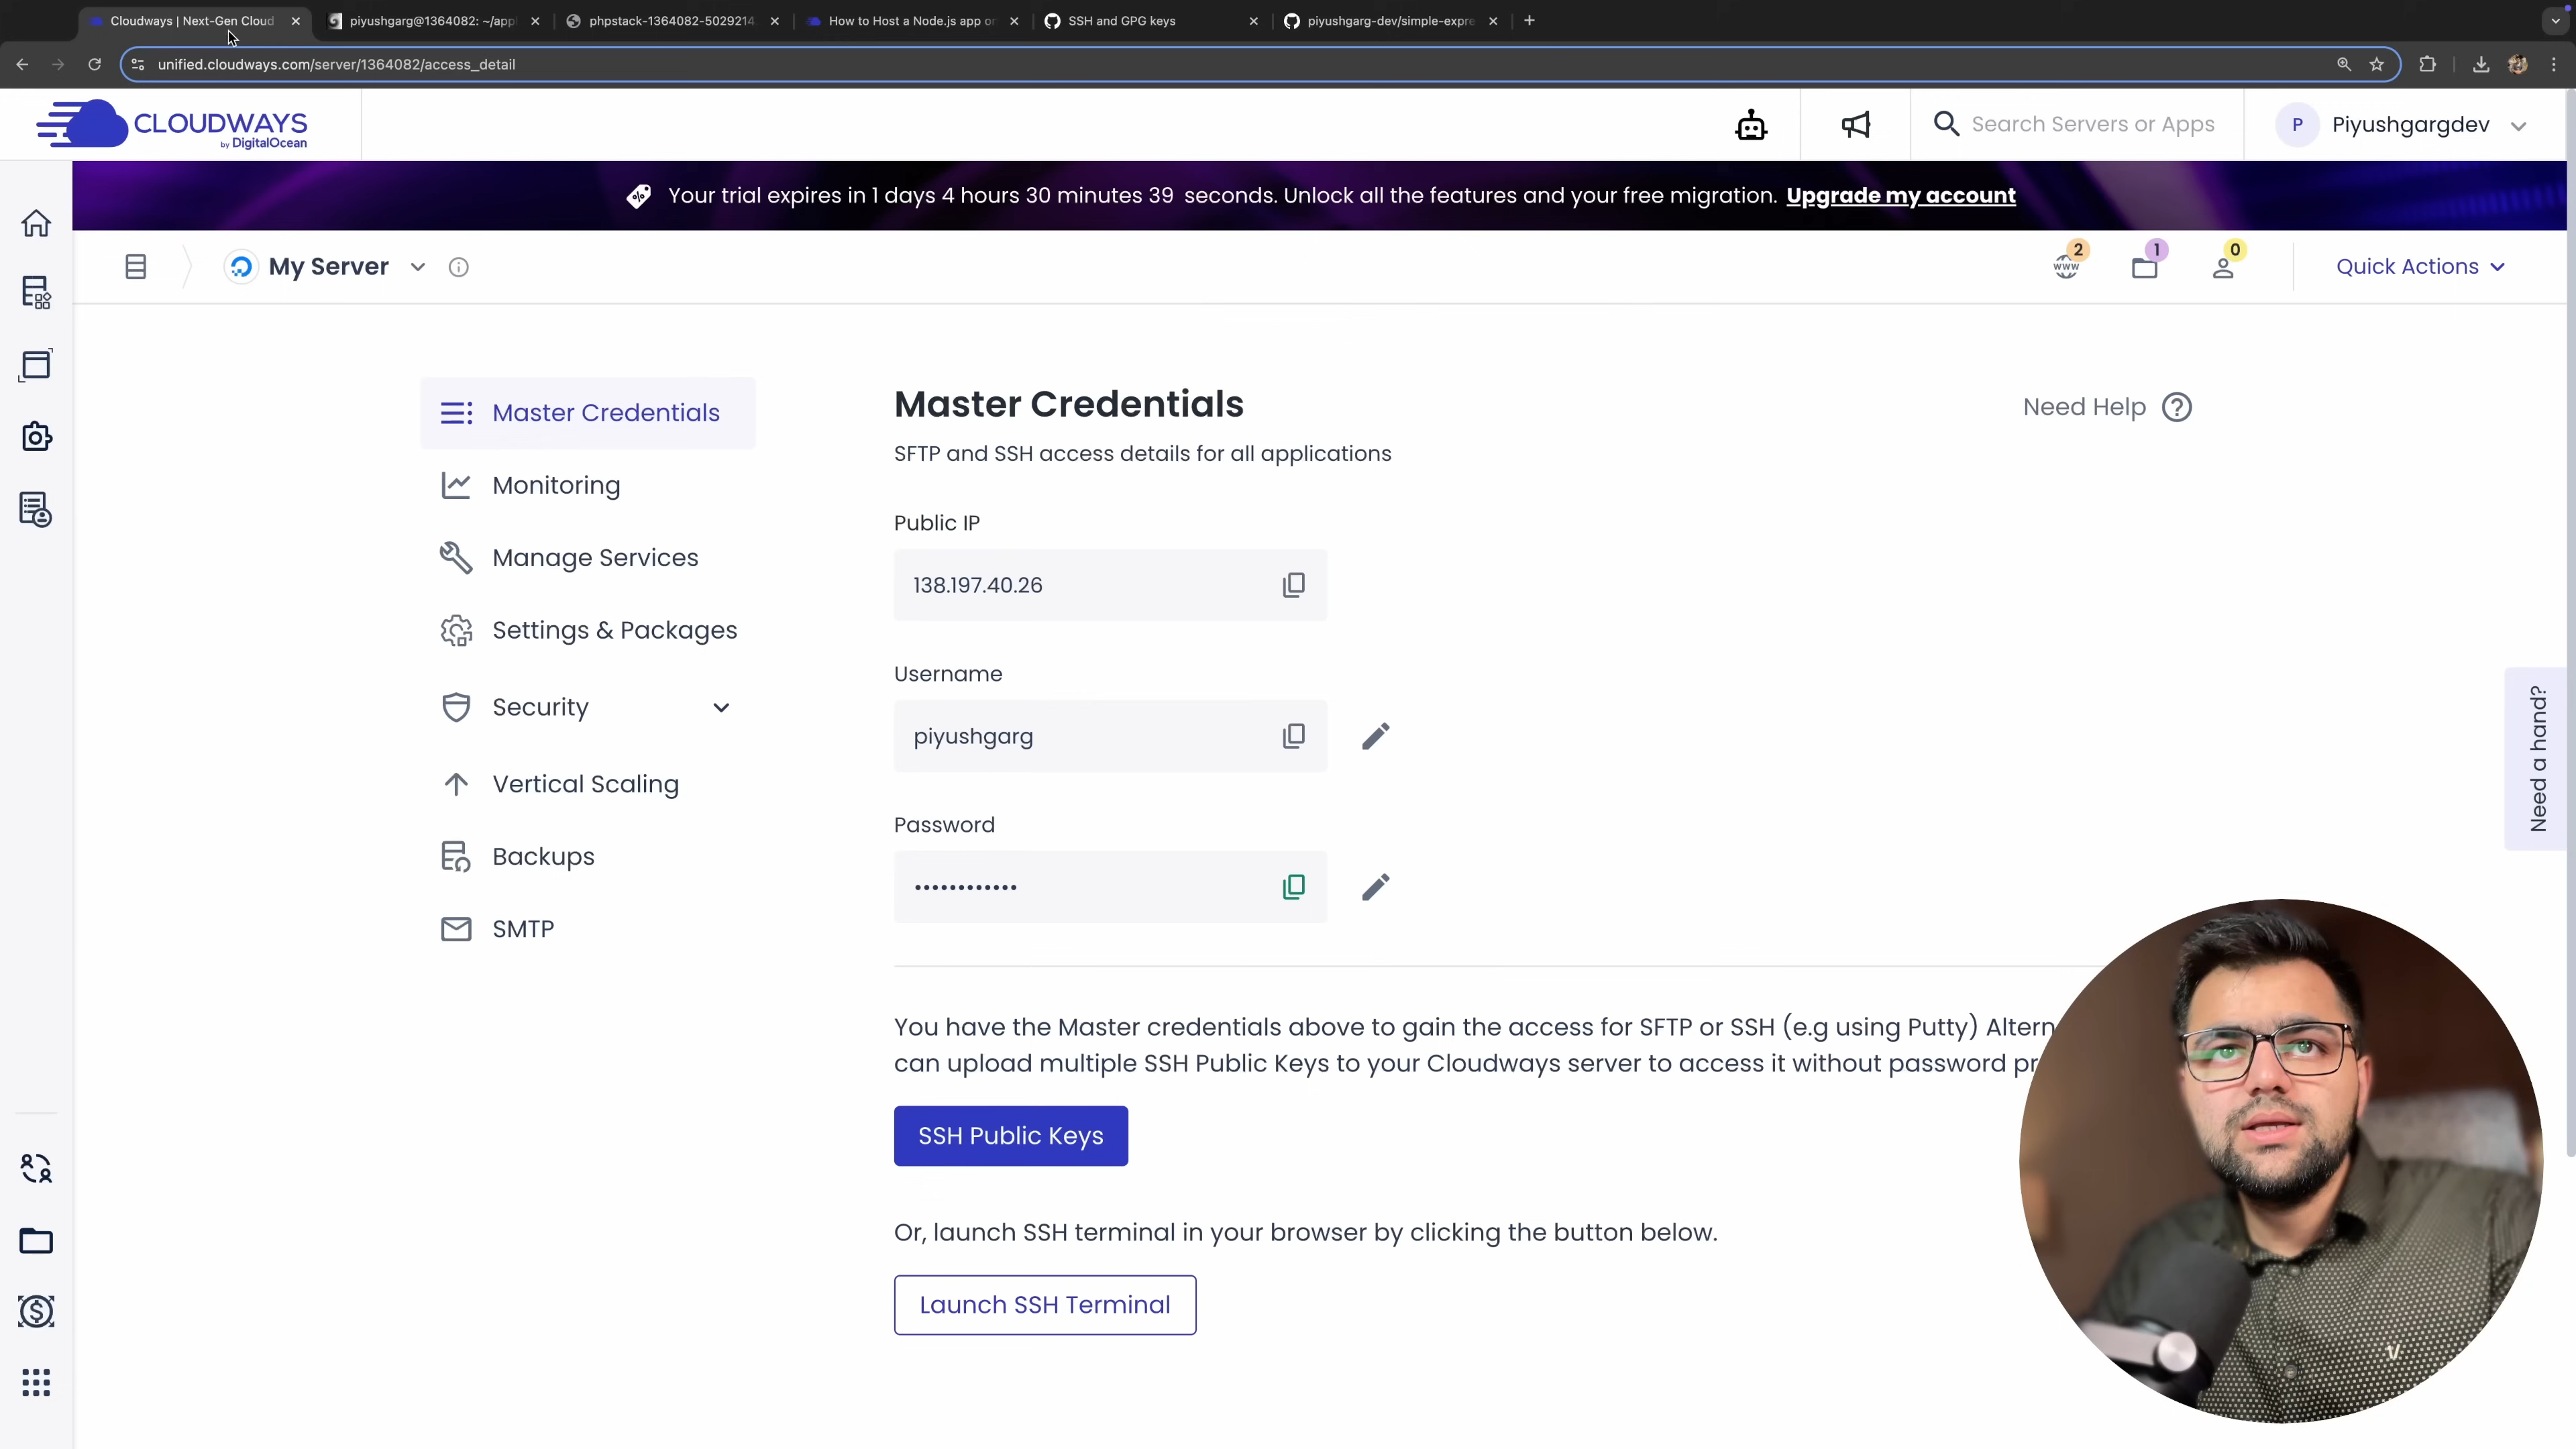 Cloudways | Next-Gen Cloud
piyushgarg@1364082: ~/appl
phpstack-1364082-5029214
How to Host a Node.js app on
SSH and GPG keys
piyushgarg-dev/simple-expre
unified.cloudways.com/server/1364082/access_detail
CLOUDWAYS
by DigitalOcean
Search Servers or Apps
P
Piyushgargdev
Your trial expires in 1 days 4 hours 30 minutes 39 seconds. Unlock all the features and your free migration. Upgrade my account
My Server
www
2
1
0
Quick Actions
Master Credentials
Monitoring
Manage Services
Settings & Packages
Security
Vertical Scaling
Backups
SMTP
Master Credentials
Need Help
SFTP and SSH access details for all applications
Public IP
138.197.40.26
Username
piyushgarg
Password
••••••••••••
Need a hand?
You have the Master credentials above to gain the access for SFTP or SSH (e.g using Putty) Altern
can upload multiple SSH Public Keys to your Cloudways server to access it without password pr
SSH Public Keys
Or, launch SSH terminal in your browser by clicking the button below.
Launch SSH Terminal